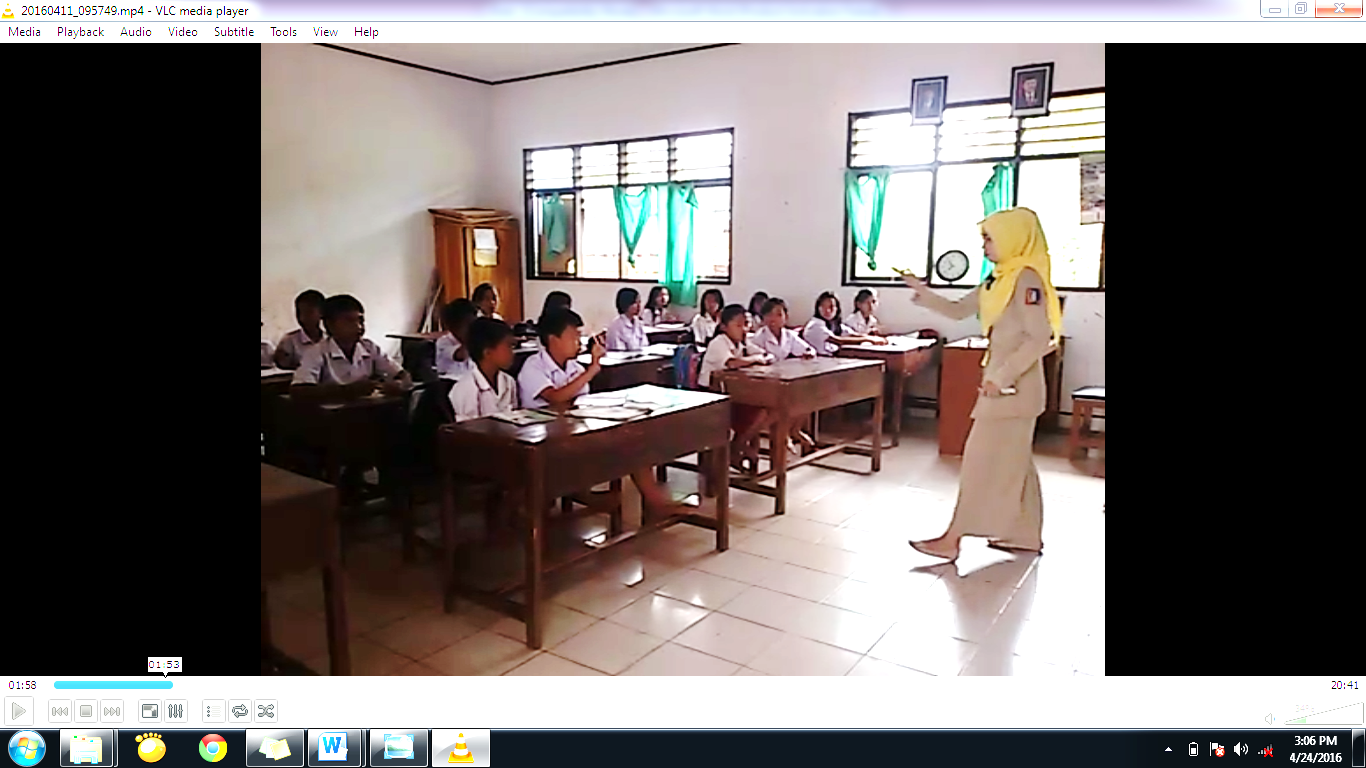 20160411_095749.mp4 - VLC media player
Media Playback Audio Video Subtitle Tools View Help
01:53
01:58
20:41
3:06 PM
4/24/2016